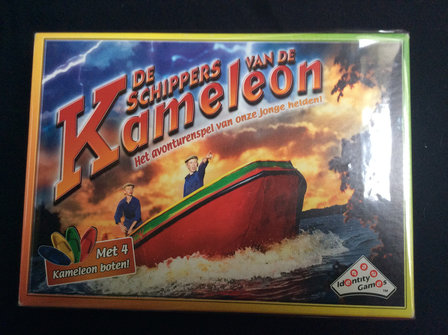 DE SCHIPPERS VAN DE
Kameleon
Het avonturenspel van onze jonge helden!
Met 4
Kameleon boten!
Identity
Games